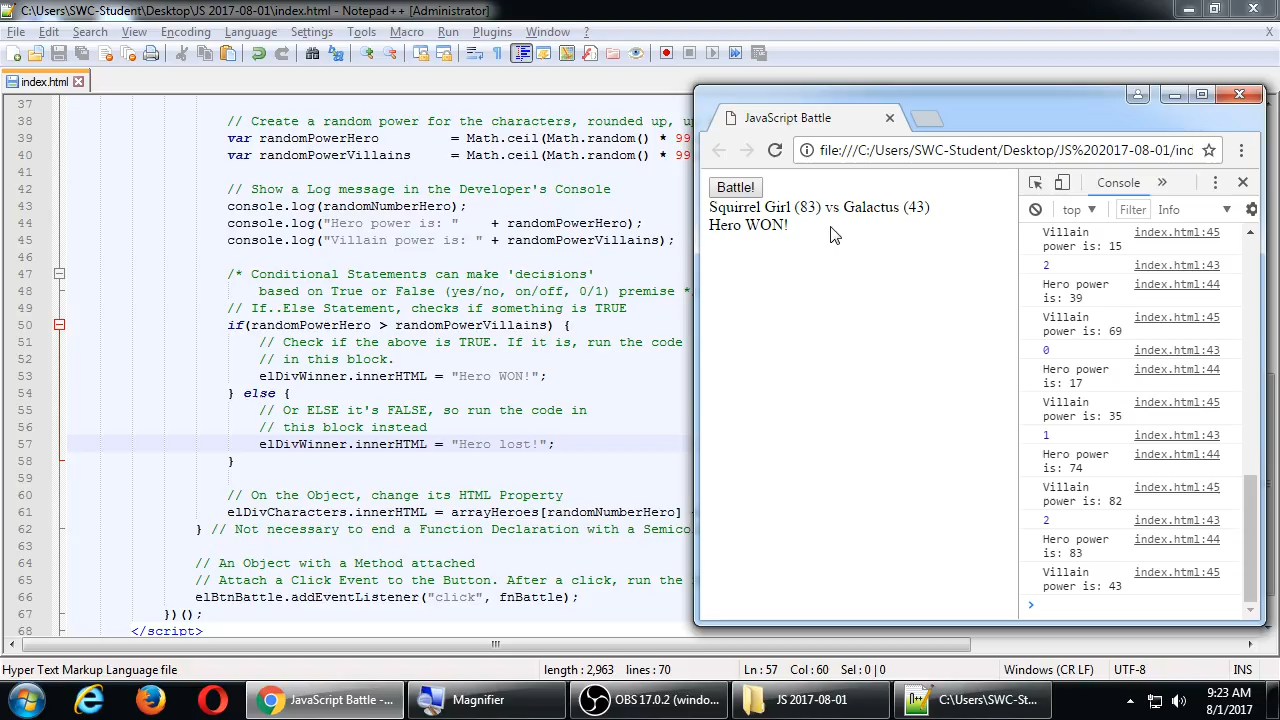 C:\Users\SWC-Student\Desktop\JS 2017-08-01\index.html - Notepad++ [Administrator]
File Edit Search View Encoding Language Settings Tools Macro Run Plugins Window ? X
index.html
37
38 // Create a random power for the characters, rounded up, u
39 var randomPowerHero = Math.ceil(Math.random() * 99
40 var randomPowerVillains = Math.ceil(Math.random() * 99
41
42 // Show a Log message in the Developer's Console
43 console.log(randomNumberHero);
44 console.log("Hero power is: " + randomPowerHero);
45 console.log("Villain power is: " + randomPowerVillains);
46
47 /* Conditional Statements can make 'decisions'
48 based on True or False (yes/no, on/off, 0/1) premise *
49 // If..Else Statement, checks if something is TRUE
50 if(randomPowerHero > randomPowerVillains) {
51 // Check if the above is TRUE. If it is, run the code
52 // in this block.
53 elDivWinner.innerHTML = "Hero WON!";
54 } else {
55 // Or ELSE it's FALSE, so run the code in
56 // this block instead
57 elDivWinner.innerHTML = "Hero lost!";
58 }
59
60 // On the Object, change its HTML Property
61 elDivCharacters.innerHTML = arrayHeroes[randomNumberHero]
62 } // Not necessary to end a Function Declaration with a Semico
63
64 // An Object with a Method attached
65 // Attach a Click Event to the Button. After a click, run the
66 elBtnBattle.addEventListener("click", fnBattle);
67 })();
68 </script>
JavaScript Battle
file:///C:/Users/SWC-Student/Desktop/JS%202017-08-01/inc
Battle!
Squirrel Girl (83) vs Galactus (43)
Hero WON!
Console »
top ▼ Filter Info ▼
Villain index.html:45
power is: 15
2 index.html:43
Hero power index.html:44
is: 39
Villain index.html:45
power is: 69
0 index.html:43
Hero power index.html:44
is: 17
Villain index.html:45
power is: 35
1 index.html:43
Hero power index.html:44
is: 74
Villain index.html:45
power is: 82
2 index.html:43
Hero power index.html:44
is: 83
Villain index.html:45
power is: 43
>
Hyper Text Markup Language file length : 2,963 lines : 70 Ln : 57 Col : 60 Sel : 0 | 0 Windows (CR LF) UTF-8 INS
JavaScript Battle -... Magnifier OBS 17.0.2 (windo... JS 2017-08-01 C:\Users\SWC-St...
9:23 AM
8/1/2017